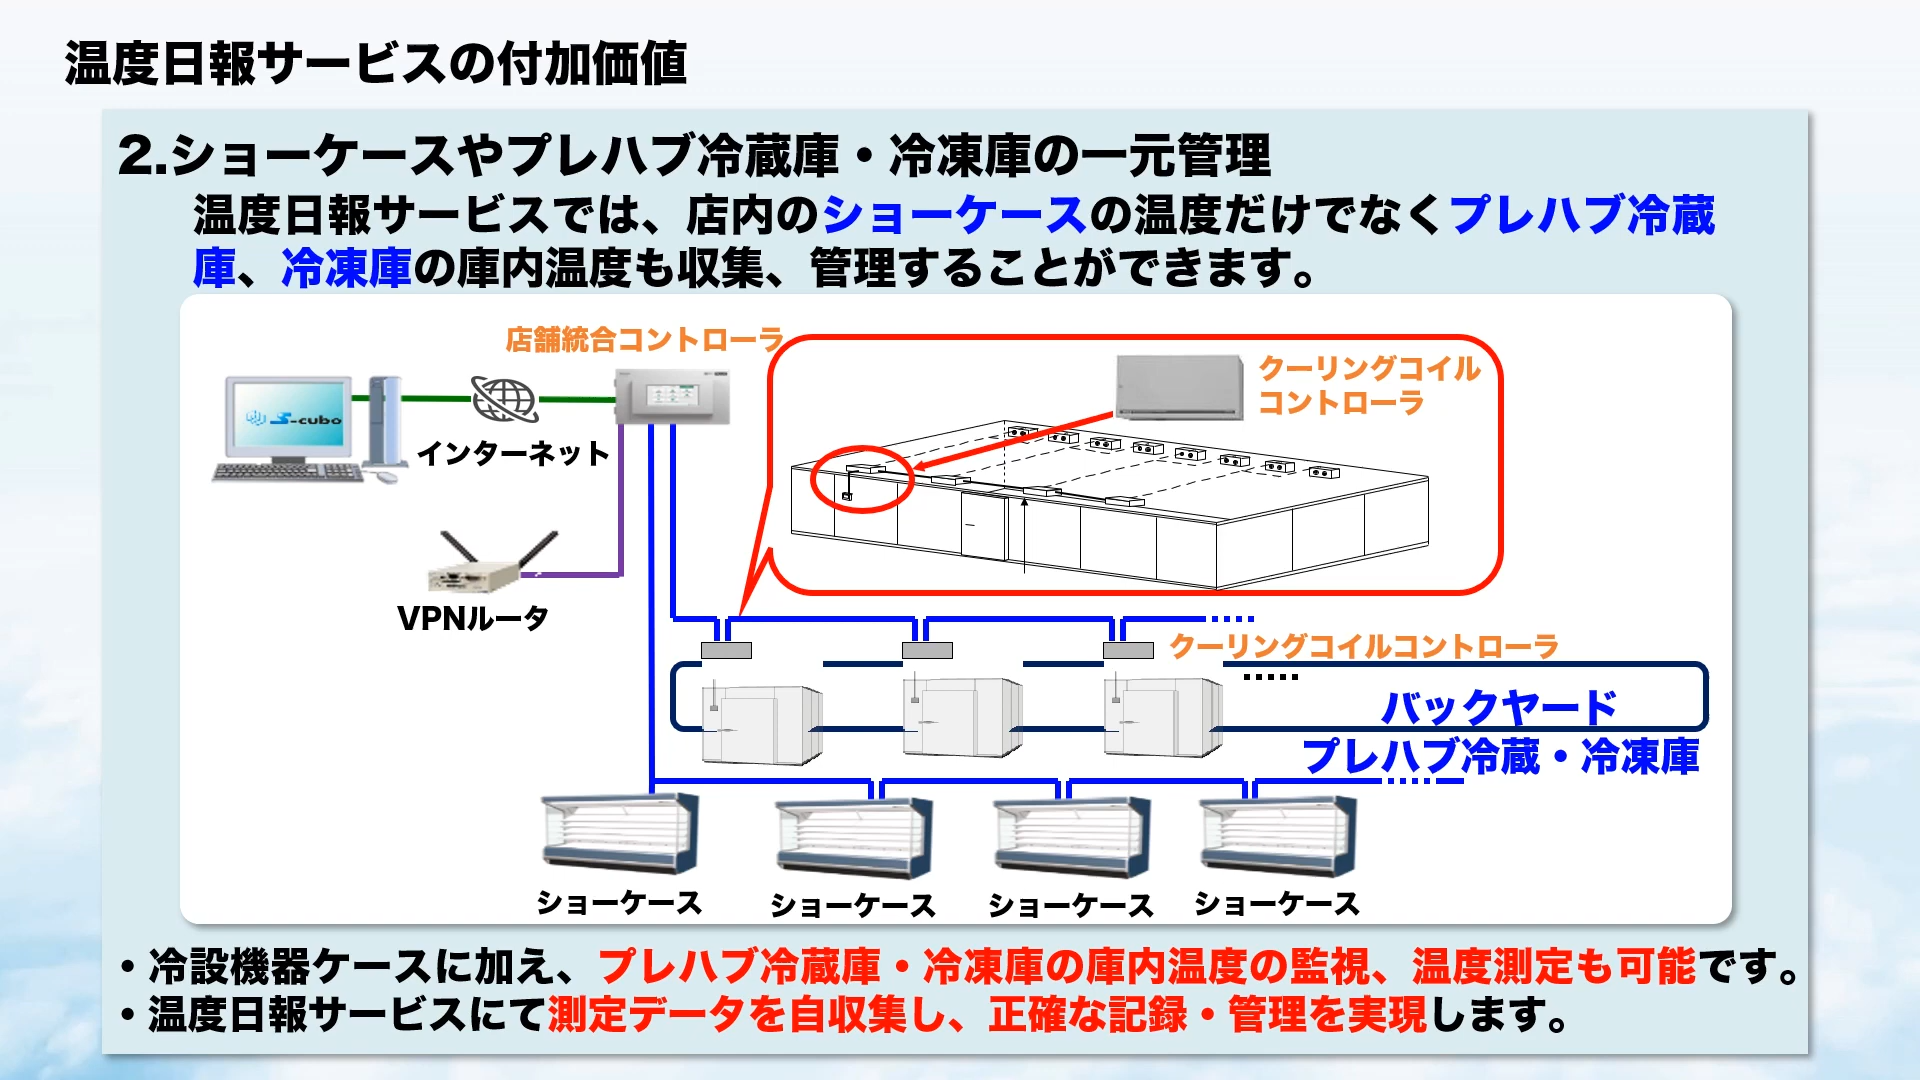 温度日報サービスの付加価値
2.ショーケースやプレハブ冷蔵庫・冷凍庫の一元管理
温度日報サービスでは、店内のショーケースの温度だけでなくプレハブ冷蔵
庫、冷凍庫の庫内温度も収集、管理することができます。
店舗統合コントローラ
クーリングコイル
コントローラ
S-cubo
インターネット
VPNルータ
クーリングコイルコントローラ
バックヤード
プレハブ冷蔵・冷凍庫
ショーケース
ショーケース
ショーケース
ショーケース
・冷設機器ケースに加え、プレハブ冷蔵庫・冷凍庫の庫内温度の監視、温度測定も可能です。
・温度日報サービスにて測定データを自収集し、正確な記録・管理を実現します。